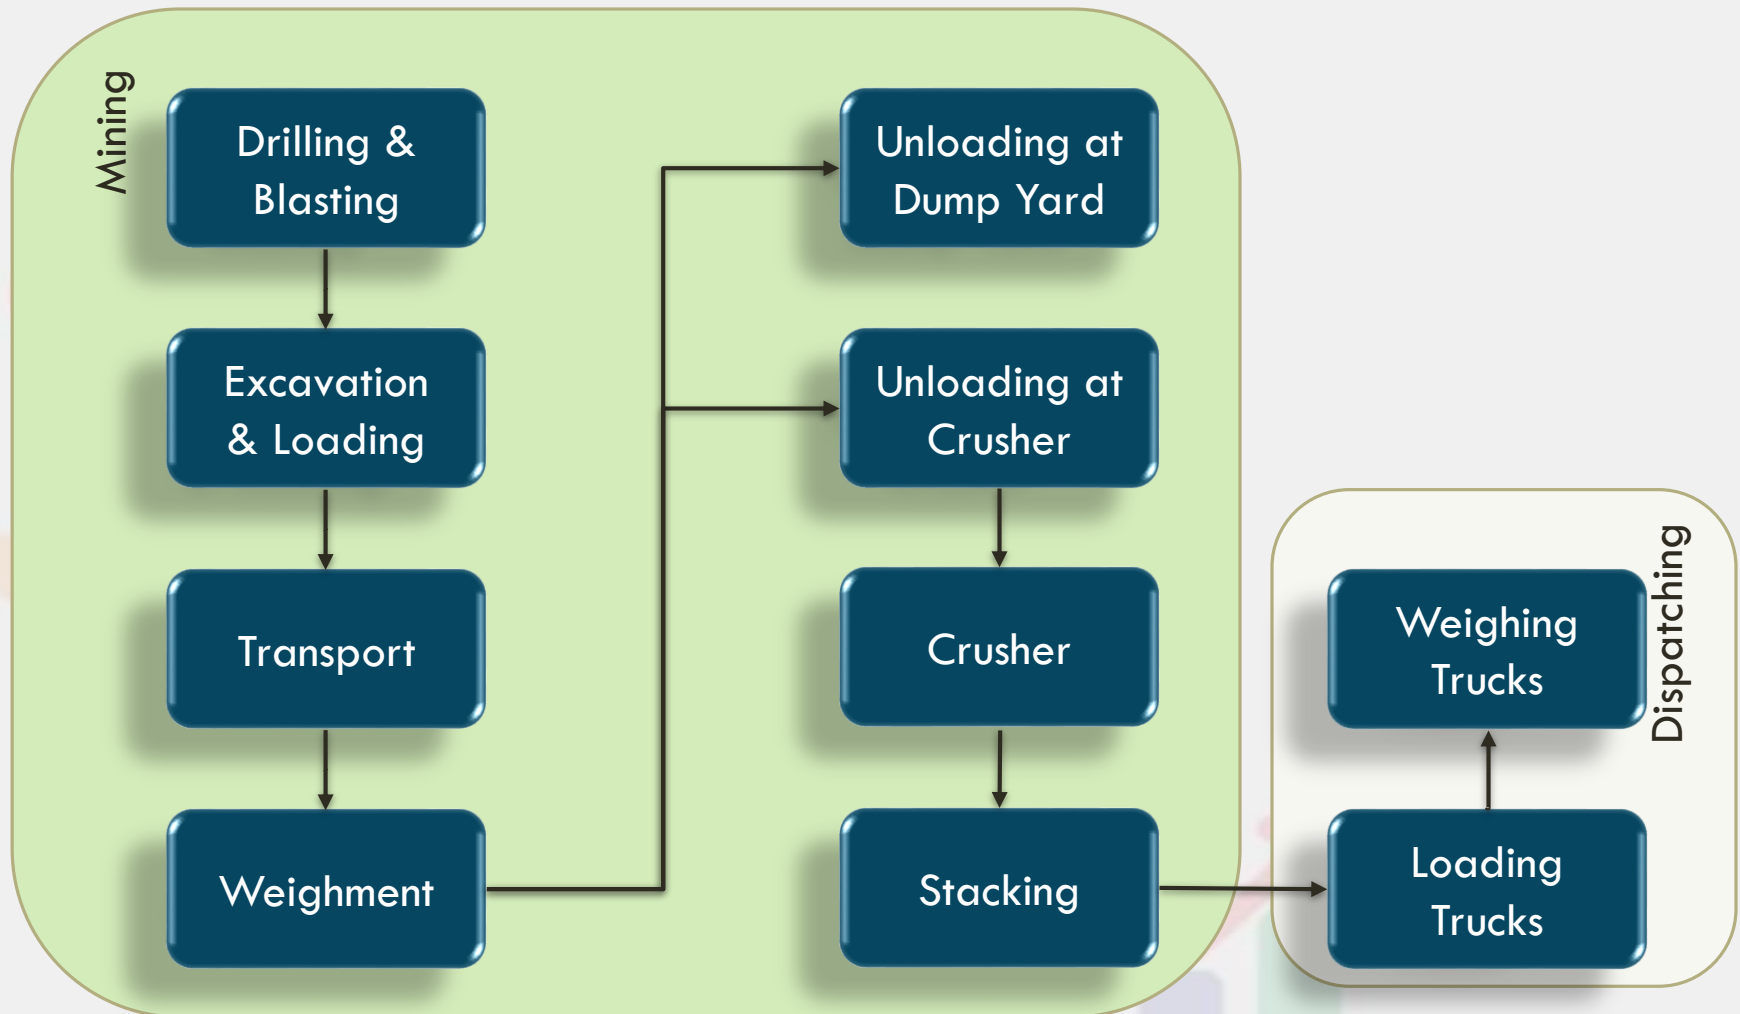 Mining
Drilling &
Blasting
Excavation
& Loading
Transport
Weighment
Unloading at
Dump Yard
Unloading at
Crusher
Crusher
Stacking
Dispatching
Weighing
Trucks
Loading
Trucks